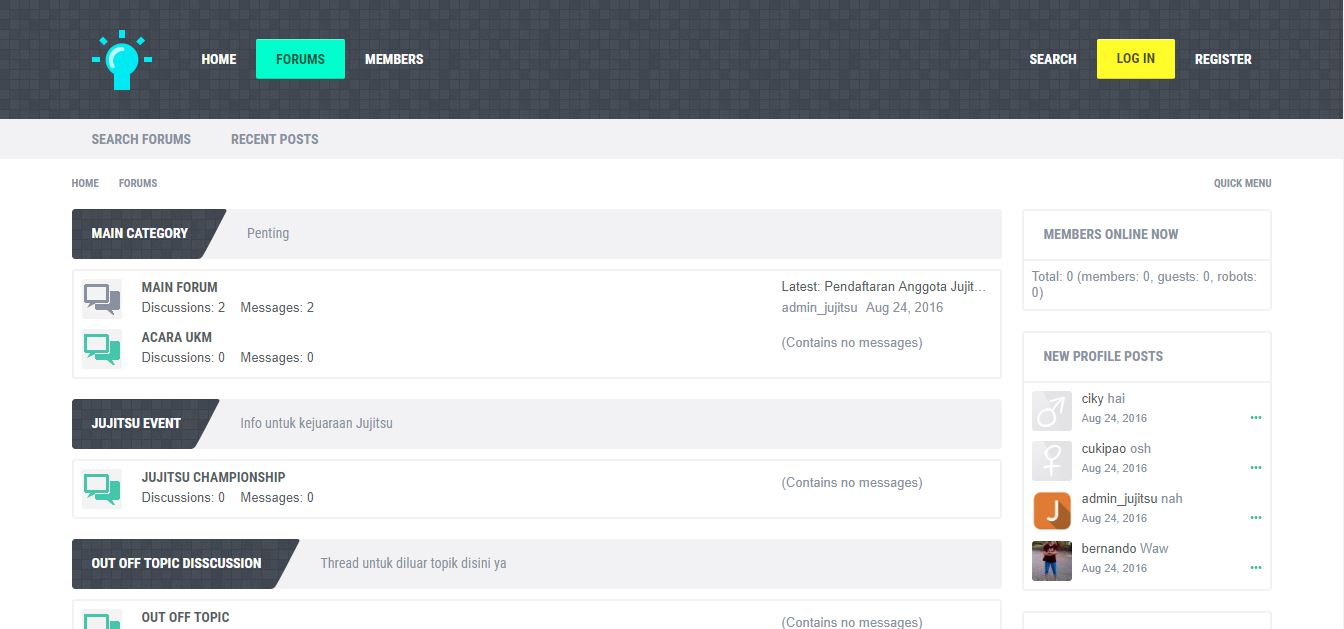 HOME FORUMS MEMBERS SEARCH LOG IN REGISTER
SEARCH FORUMS RECENT POSTS
HOME FORUMS QUICK MENU
MAIN CATEGORY Penting
MAIN FORUM
Discussions: 2 Messages: 2
Latest: Pendaftaran Anggota Jujit...
admin_jujitsu Aug 24, 2016
ACARA UKM
Discussions: 0 Messages: 0
(Contains no messages)
JUJITSU EVENT Info untuk kejuaraan Jujitsu
JUJITSU CHAMPIONSHIP
Discussions: 0 Messages: 0
(Contains no messages)
OUT OFF TOPIC DISSCUSSION Thread untuk diluar topik disini ya
OUT OFF TOPIC
(Contains no messages)
MEMBERS ONLINE NOW
Total: 0 (members: 0, guests: 0, robots:
0)
NEW PROFILE POSTS
ciky hai
Aug 24, 2016
cukipao osh
Aug 24, 2016
J
admin_jujitsu nah
Aug 24, 2016
bernando Waw
Aug 24, 2016